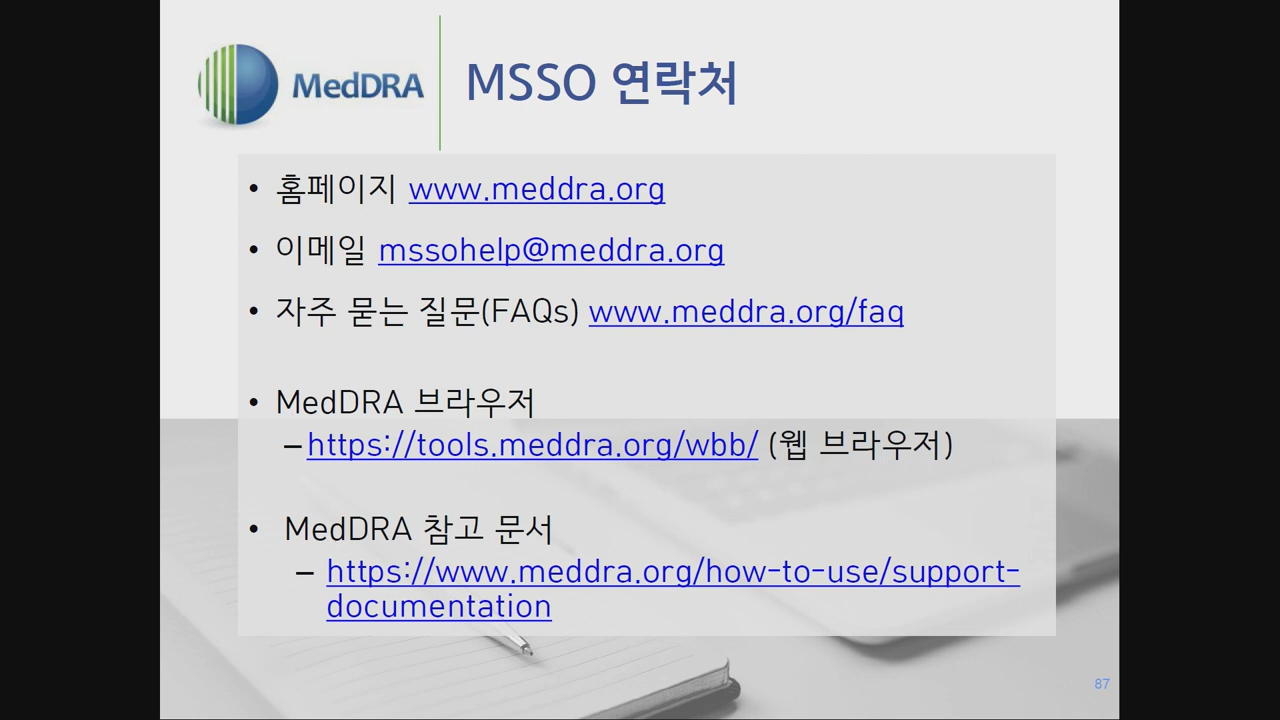 MedDRA
MSSO 연락처
• 홈페이지 www.meddra.org
• 이메일 mssohelp@meddra.org
• 자주 묻는 질문(FAQs) www.meddra.org/faq
• MedDRA 브라우저
–https://tools.meddra.org/wbb/ (웹 브라우저)
• MedDRA 참고 문서
– https://www.meddra.org/how-to-use/support-
documentation
87